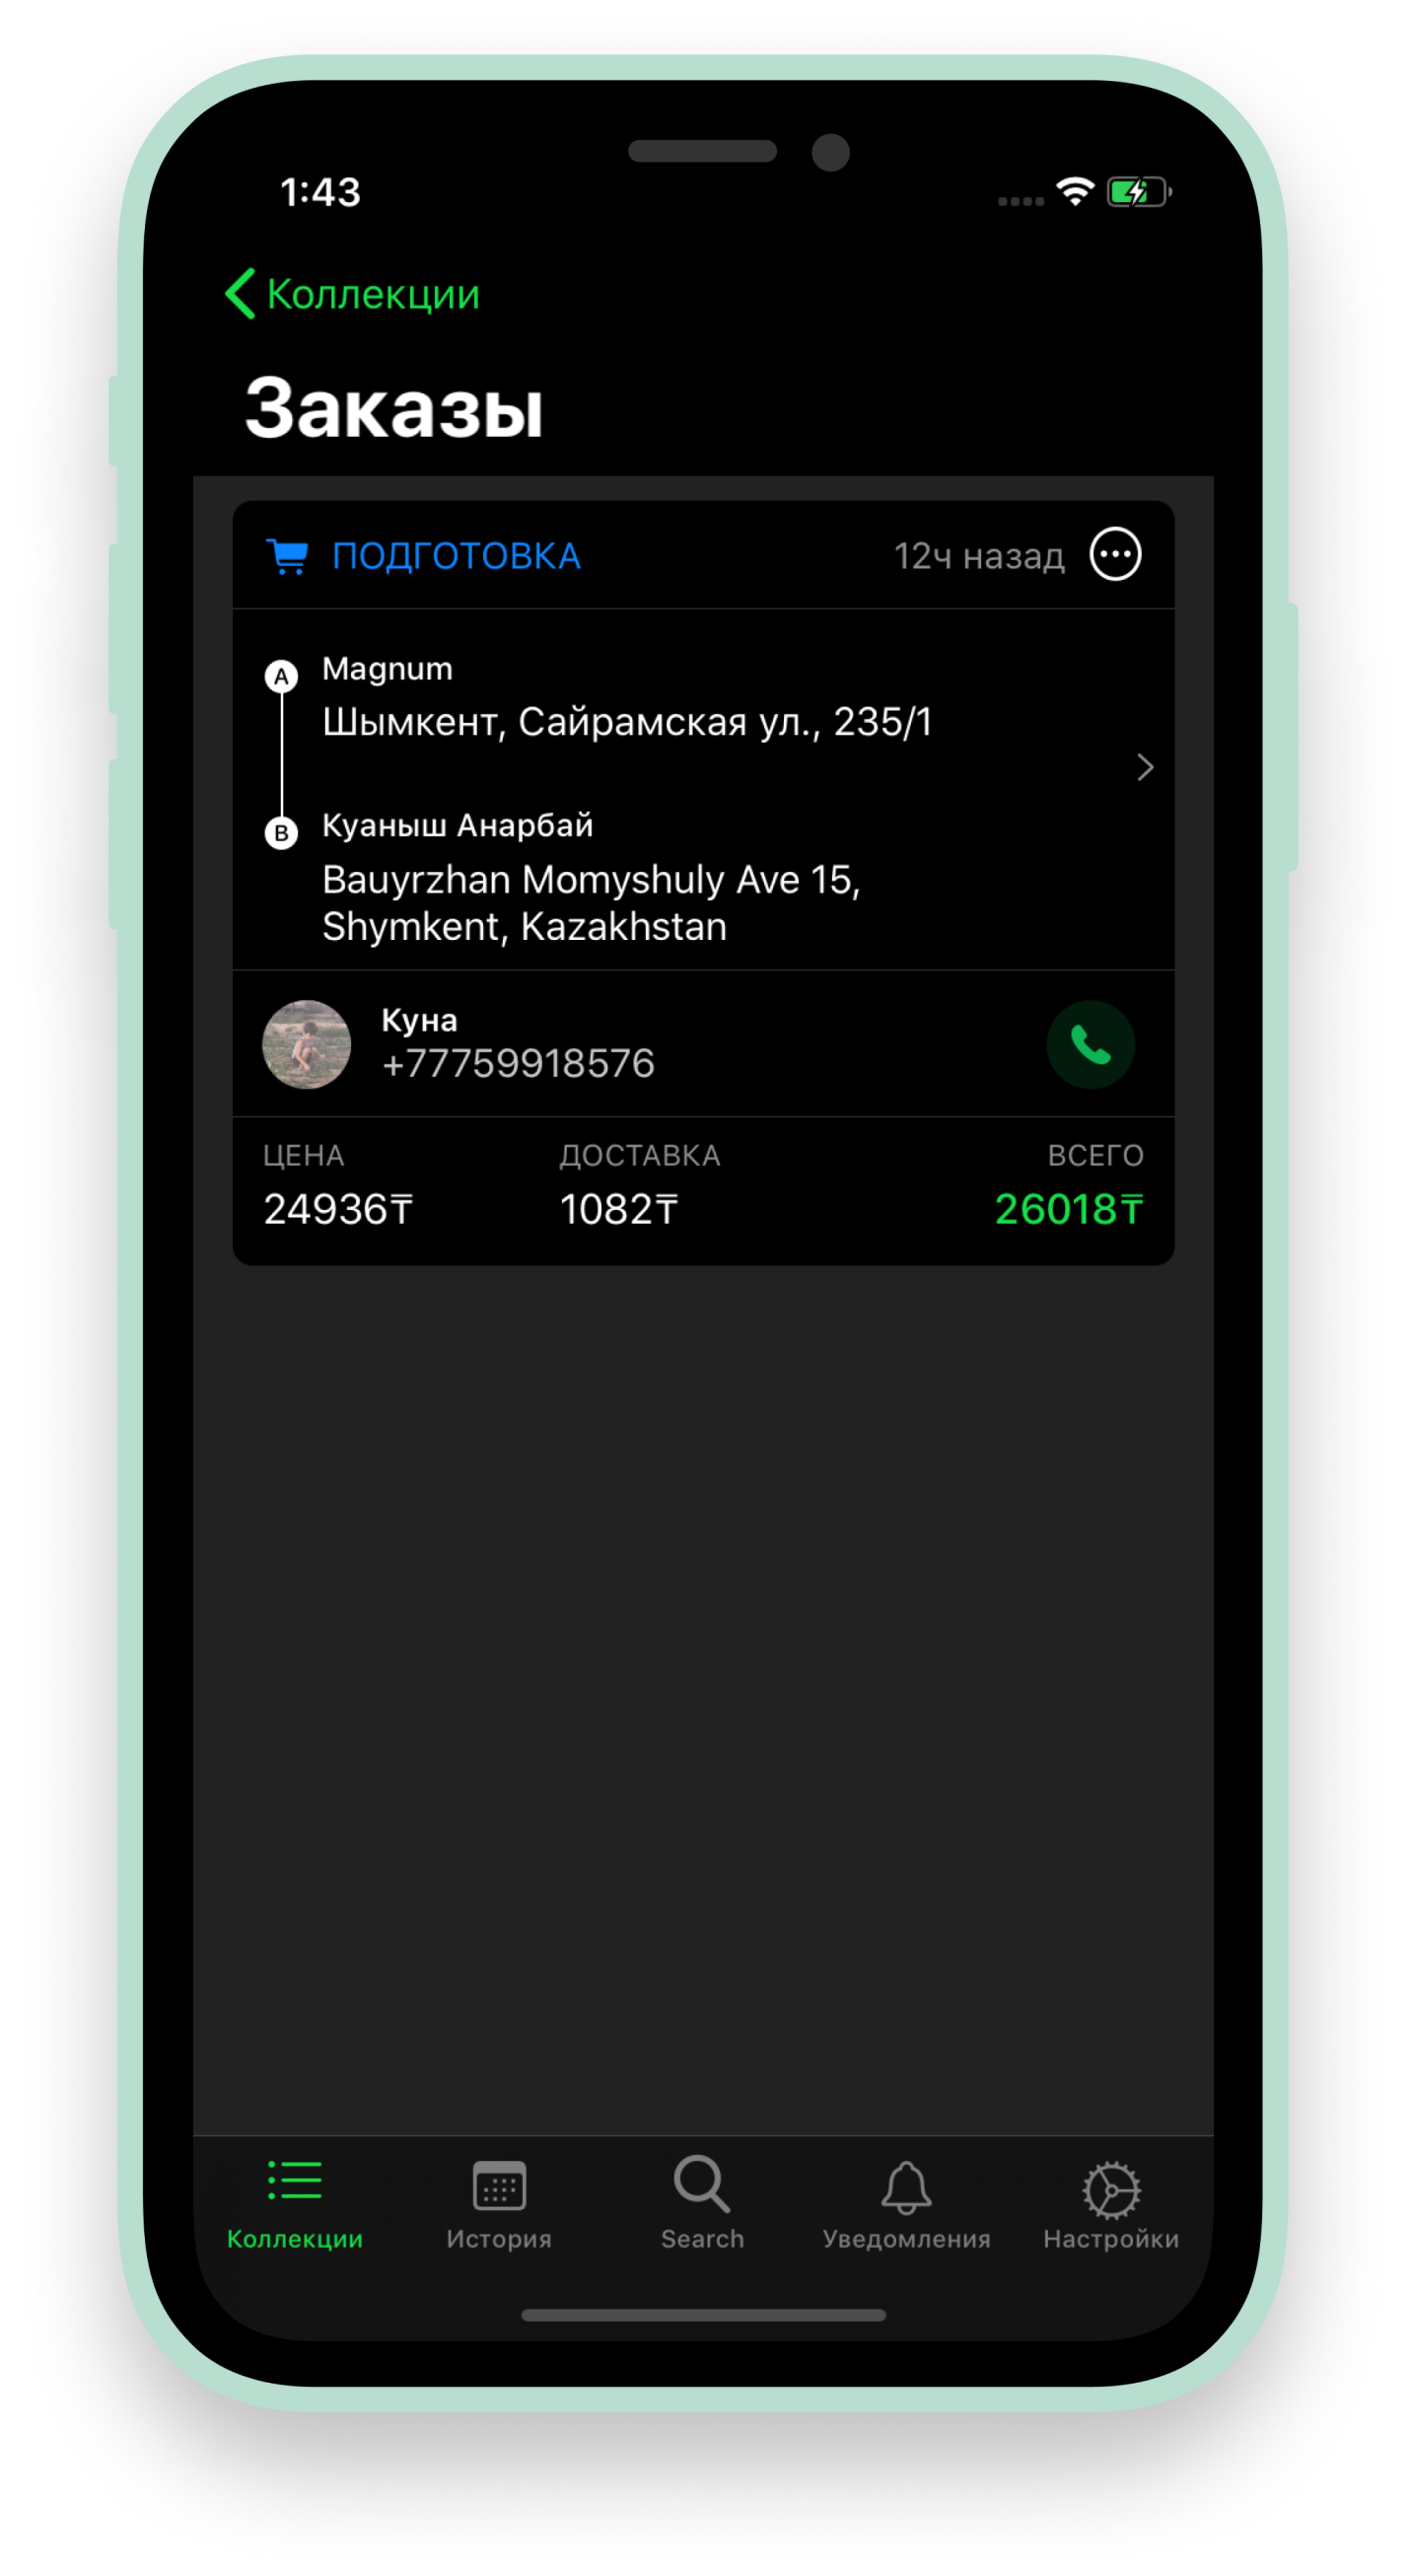 1:43
Коллекции
Заказы
ПОДГОТОВКА 12ч назад
A Magnum
Шымкент, Сайрамская ул., 235/1
B Куаныш Анарбай
Bauyrzhan Momyshuly Ave 15,
Shymkent, Kazakhstan
Куна
+77759918576
ЦЕНА ДОСТАВКА ВСЕГО
24936₸ 1082₸ 26018₸
Коллекции История Search Уведомления Настройки